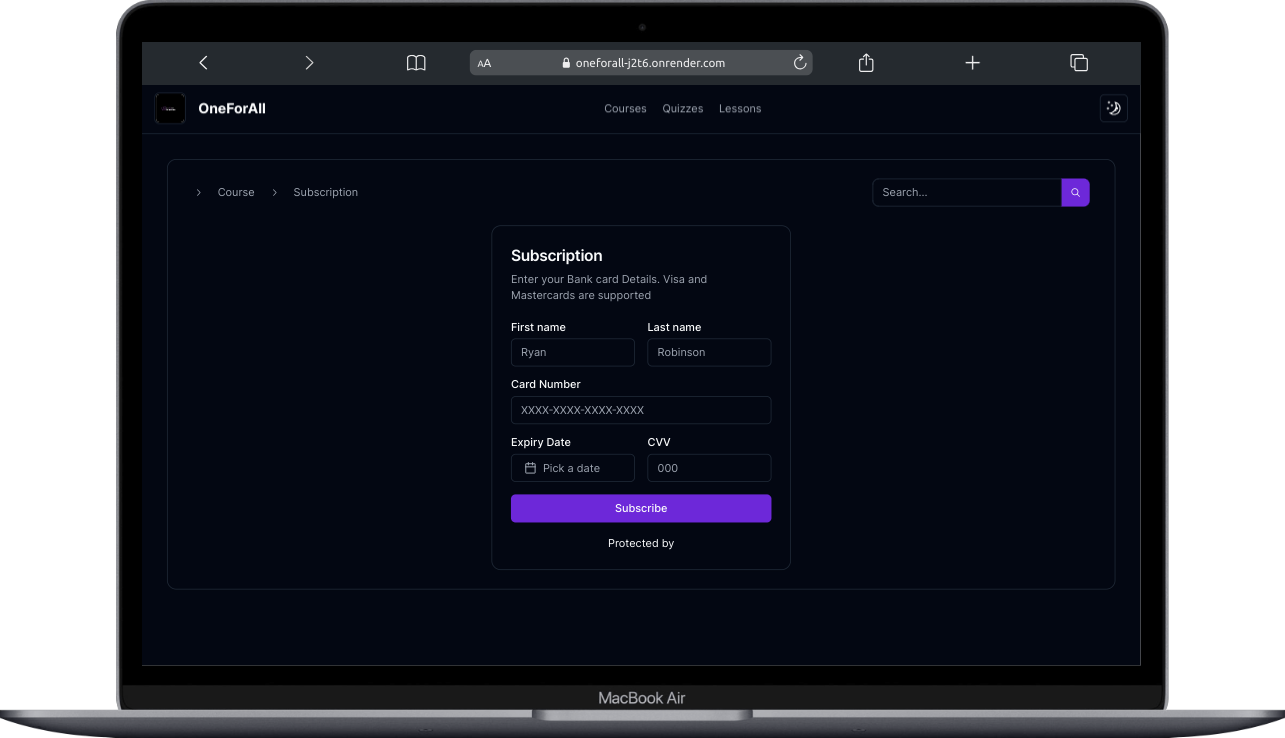 AA oneforall-j2t6.onrender.com
OneForAll
Courses Quizzes Lessons
Course Subscription
Search...
Subscription
Enter your Bank card Details. Visa and
Mastercards are supported
First name Last name
Ryan Robinson
Card Number
XXXX-XXXX-XXXX-XXXX
Expiry Date CVV
Pick a date 000
Subscribe
Protected by
MacBook Air